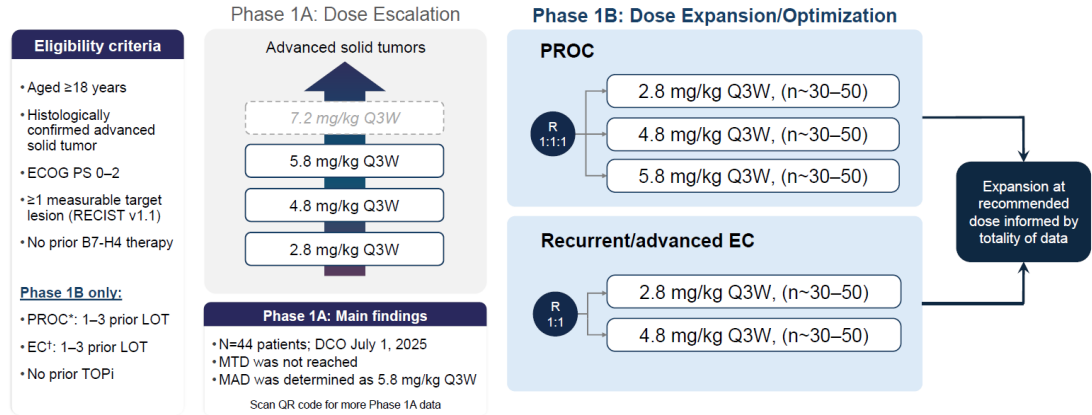 Phase 1A: Dose Escalation
Phase 1B: Dose Expansion/Optimization
Eligibility criteria
• Aged ≥18 years
• Histologically
confirmed advanced
solid tumor
• ECOG PS 0–2
• ≥1 measurable target
lesion (RECIST v1.1)
• No prior B7-H4 therapy
Phase 1B only:
• PROC*: 1–3 prior LOT
• EC†: 1–3 prior LOT
• No prior TOPi
Advanced solid tumors
7.2 mg/kg Q3W
5.8 mg/kg Q3W
4.8 mg/kg Q3W
2.8 mg/kg Q3W
Phase 1A: Main findings
• N=44 patients; DCO July 1, 2025
• MTD was not reached
• MAD was determined as 5.8 mg/kg Q3W
Scan QR code for more Phase 1A data
PROC
R
1:1:1
2.8 mg/kg Q3W, (n~30–50)
4.8 mg/kg Q3W, (n~30–50)
5.8 mg/kg Q3W, (n~30–50)
Recurrent/advanced EC
R
1:1
2.8 mg/kg Q3W, (n~30–50)
4.8 mg/kg Q3W, (n~30–50)
Expansion at
recommended
dose informed by
totality of data